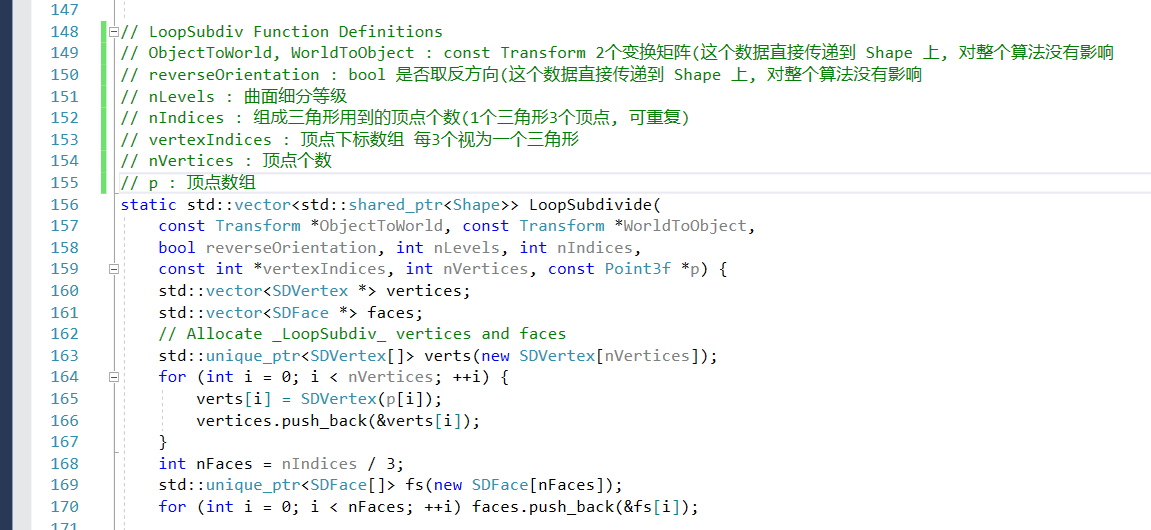 147
148 // LoopSubdiv Function Definitions
149 // ObjectToWorld, WorldToObject : const Transform 2个变换矩阵(这个数据直接传递到 Shape 上, 对整个算法没有影响
150 // reverseOrientation : bool 是否取反方向(这个数据直接传递到 Shape 上, 对整个算法没有影响
151 // nLevels : 曲面细分等级
152 // nIndices : 组成三角形用到的顶点个数(1个三角形3个顶点, 可重复)
153 // vertexIndices : 顶点下标数组 每3个视为一个三角形
154 // nVertices : 顶点个数
155 // p : 顶点数组
156 static std::vector<std::shared_ptr<Shape>> LoopSubdivide(
157     const Transform *ObjectToWorld, const Transform *WorldToObject,
158     bool reverseOrientation, int nLevels, int nIndices,
159     const int *vertexIndices, int nVertices, const Point3f *p) {
160     std::vector<SDVertex *> vertices;
161     std::vector<SDFace *> faces;
162     // Allocate _LoopSubdiv_ vertices and faces
163     std::unique_ptr<SDVertex[]> verts(new SDVertex[nVertices]);
164     for (int i = 0; i < nVertices; ++i) {
165         verts[i] = SDVertex(p[i]);
166         vertices.push_back(&verts[i]);
167     }
168     int nFaces = nIndices / 3;
169     std::unique_ptr<SDFace[]> fs(new SDFace[nFaces]);
170     for (int i = 0; i < nFaces; ++i) faces.push_back(&fs[i]);
171